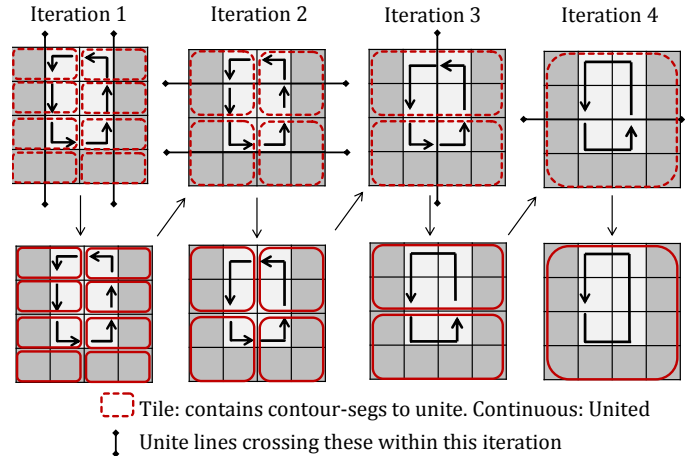 Iteration 1
Iteration 2
Iteration 3
Iteration 4
Tile: contains contour-segs to unite. Continuous: United
Unite lines crossing these within this iteration